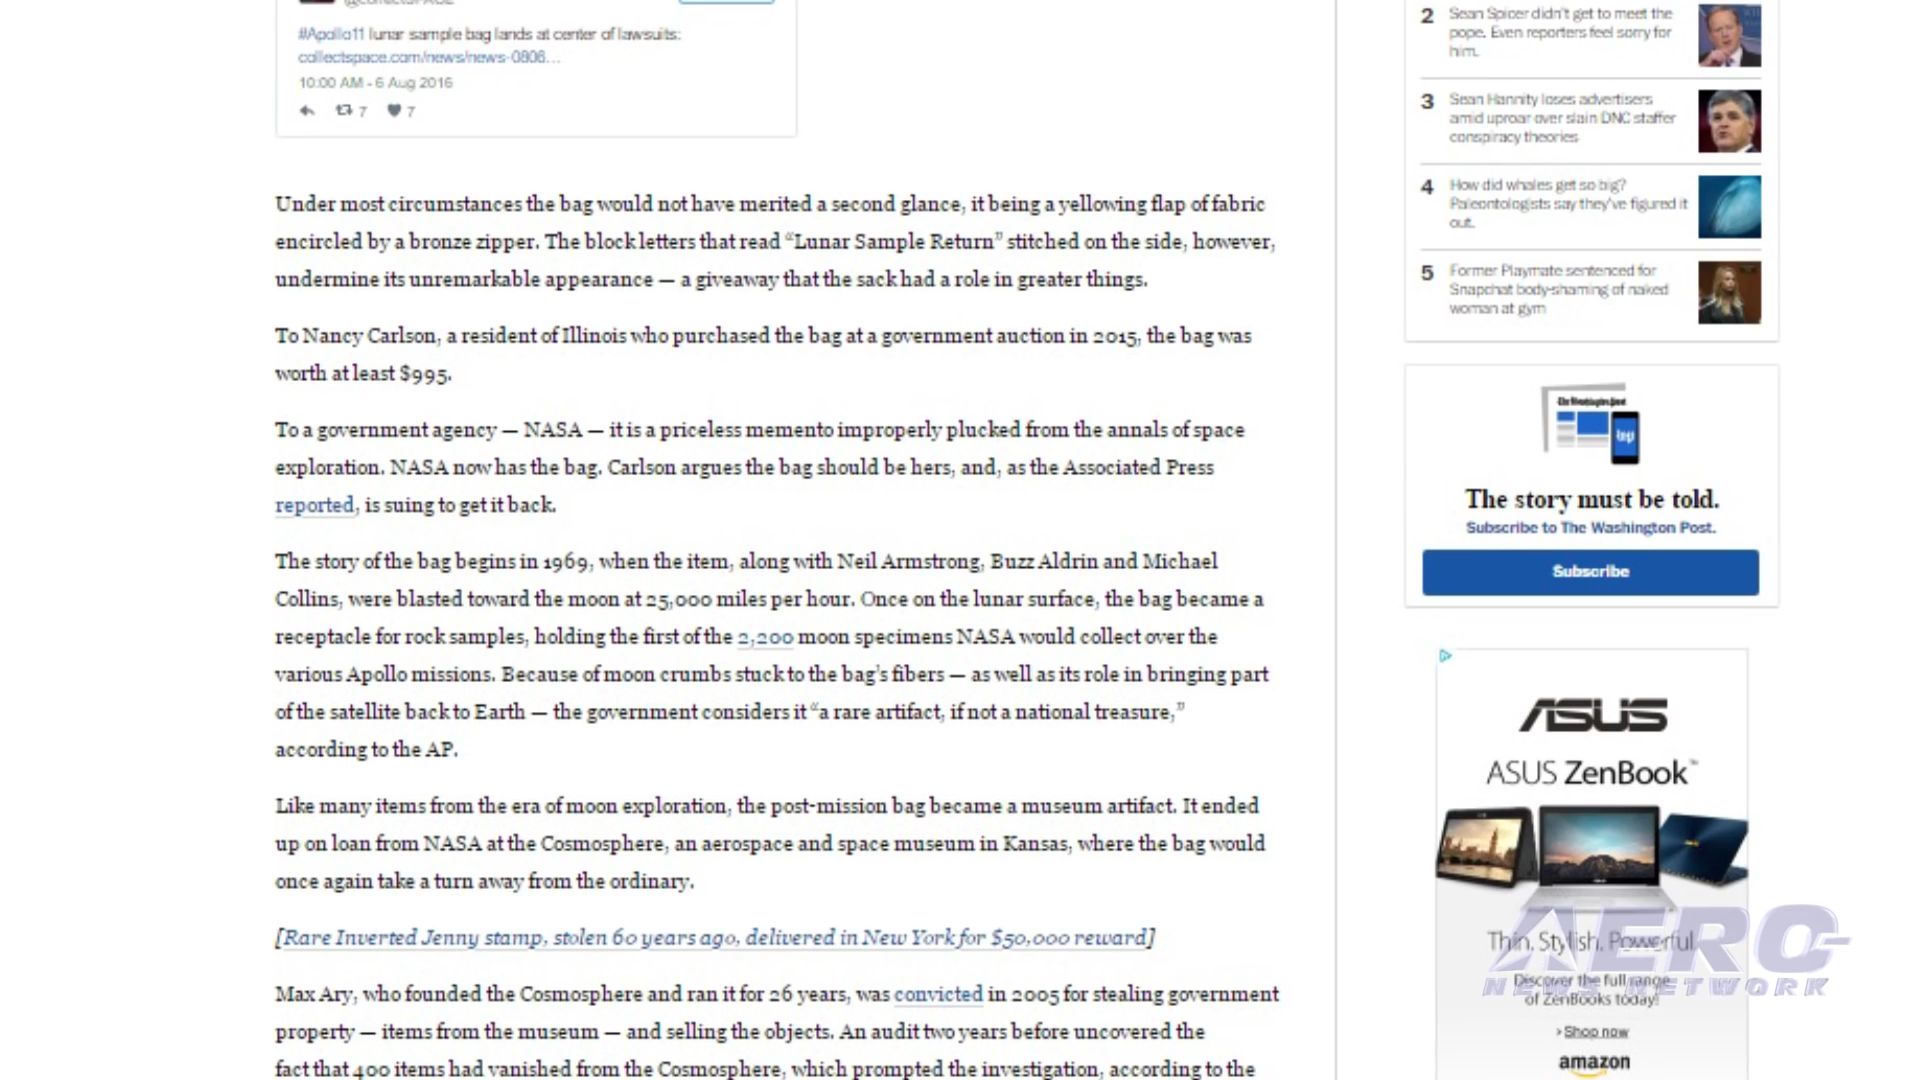 #Apollo11 lunar sample bag lands at center of lawsuits:
collectspace.com/news/news-0806…
10:00 AM - 6 Aug 2016
7 7
Under most circumstances the bag would not have merited a second glance, it being a yellowing flap of fabric
encircled by a bronze zipper. The block letters that read “Lunar Sample Return” stitched on the side, however,
undermine its unremarkable appearance — a giveaway that the sack had a role in greater things.
To Nancy Carlson, a resident of Illinois who purchased the bag at a government auction in 2015, the bag was
worth at least $995.
To a government agency — NASA — it is a priceless memento improperly plucked from the annals of space
exploration. NASA now has the bag. Carlson argues the bag should be hers, and, as the Associated Press
reported, is suing to get it back.
The story of the bag begins in 1969, when the item, along with Neil Armstrong, Buzz Aldrin and Michael
Collins, were blasted toward the moon at 25,000 miles per hour. Once on the lunar surface, the bag became a
receptacle for rock samples, holding the first of the 2,200 moon specimens NASA would collect over the
various Apollo missions. Because of moon crumbs stuck to the bag’s fibers — as well as its role in bringing part
of the satellite back to Earth — the government considers it “a rare artifact, if not a national treasure,”
according to the AP.
Like many items from the era of moon exploration, the post-mission bag became a museum artifact. It ended
up on loan from NASA at the Cosmosphere, an aerospace and space museum in Kansas, where the bag would
once again take a turn away from the ordinary.
[Rare Inverted Jenny stamp, stolen 60 years ago, delivered in New York for $50,000 reward]
Max Ary, who founded the Cosmosphere and ran it for 26 years, was convicted in 2005 for stealing government
property — items from the museum — and selling the objects. An audit two years before uncovered the
fact that 400 items had vanished from the Cosmosphere, which prompted the investigation, according to the
2 Sean Spicer didn't get to meet the
pope. Even reporters feel sorry for
him.
3 Sean Hannity loses advertisers
amid uproar over slain DNC staffer
conspiracy theories
4 How did whales get so big?
Paleontologists say they've figured it
out.
5 Former Playmate sentenced for
Snapchat body-shaming of naked
woman at gym
The Washington Post
wp
The story must be told.
Subscribe to The Washington Post.
Subscribe
ASUS
ASUS ZenBook™
Thin. Stylish. Powerful.
Discover the full range
of ZenBooks today!
> Shop now
amazon
AERO
NEWS NETWORK